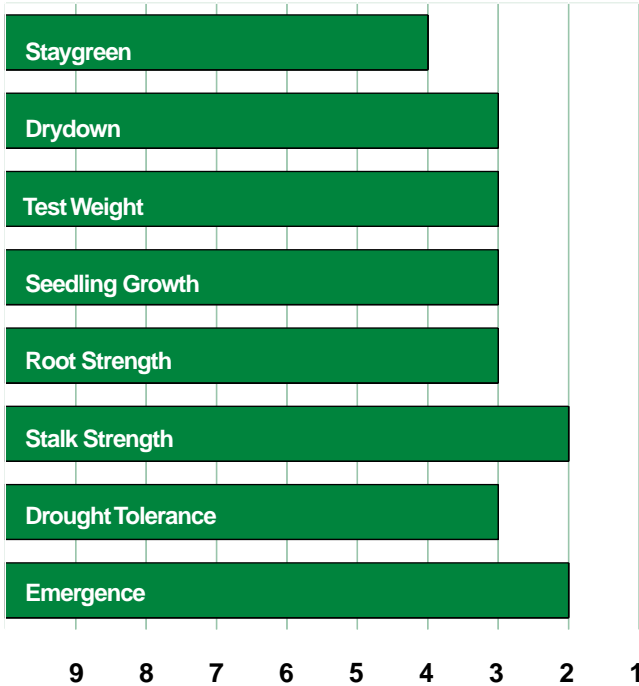 Staygreen
Drydown
Test Weight
Seedling Growth
Root Strength
Stalk Strength
Drought Tolerance
Emergence
9 8 7 6 5 4 3 2 1